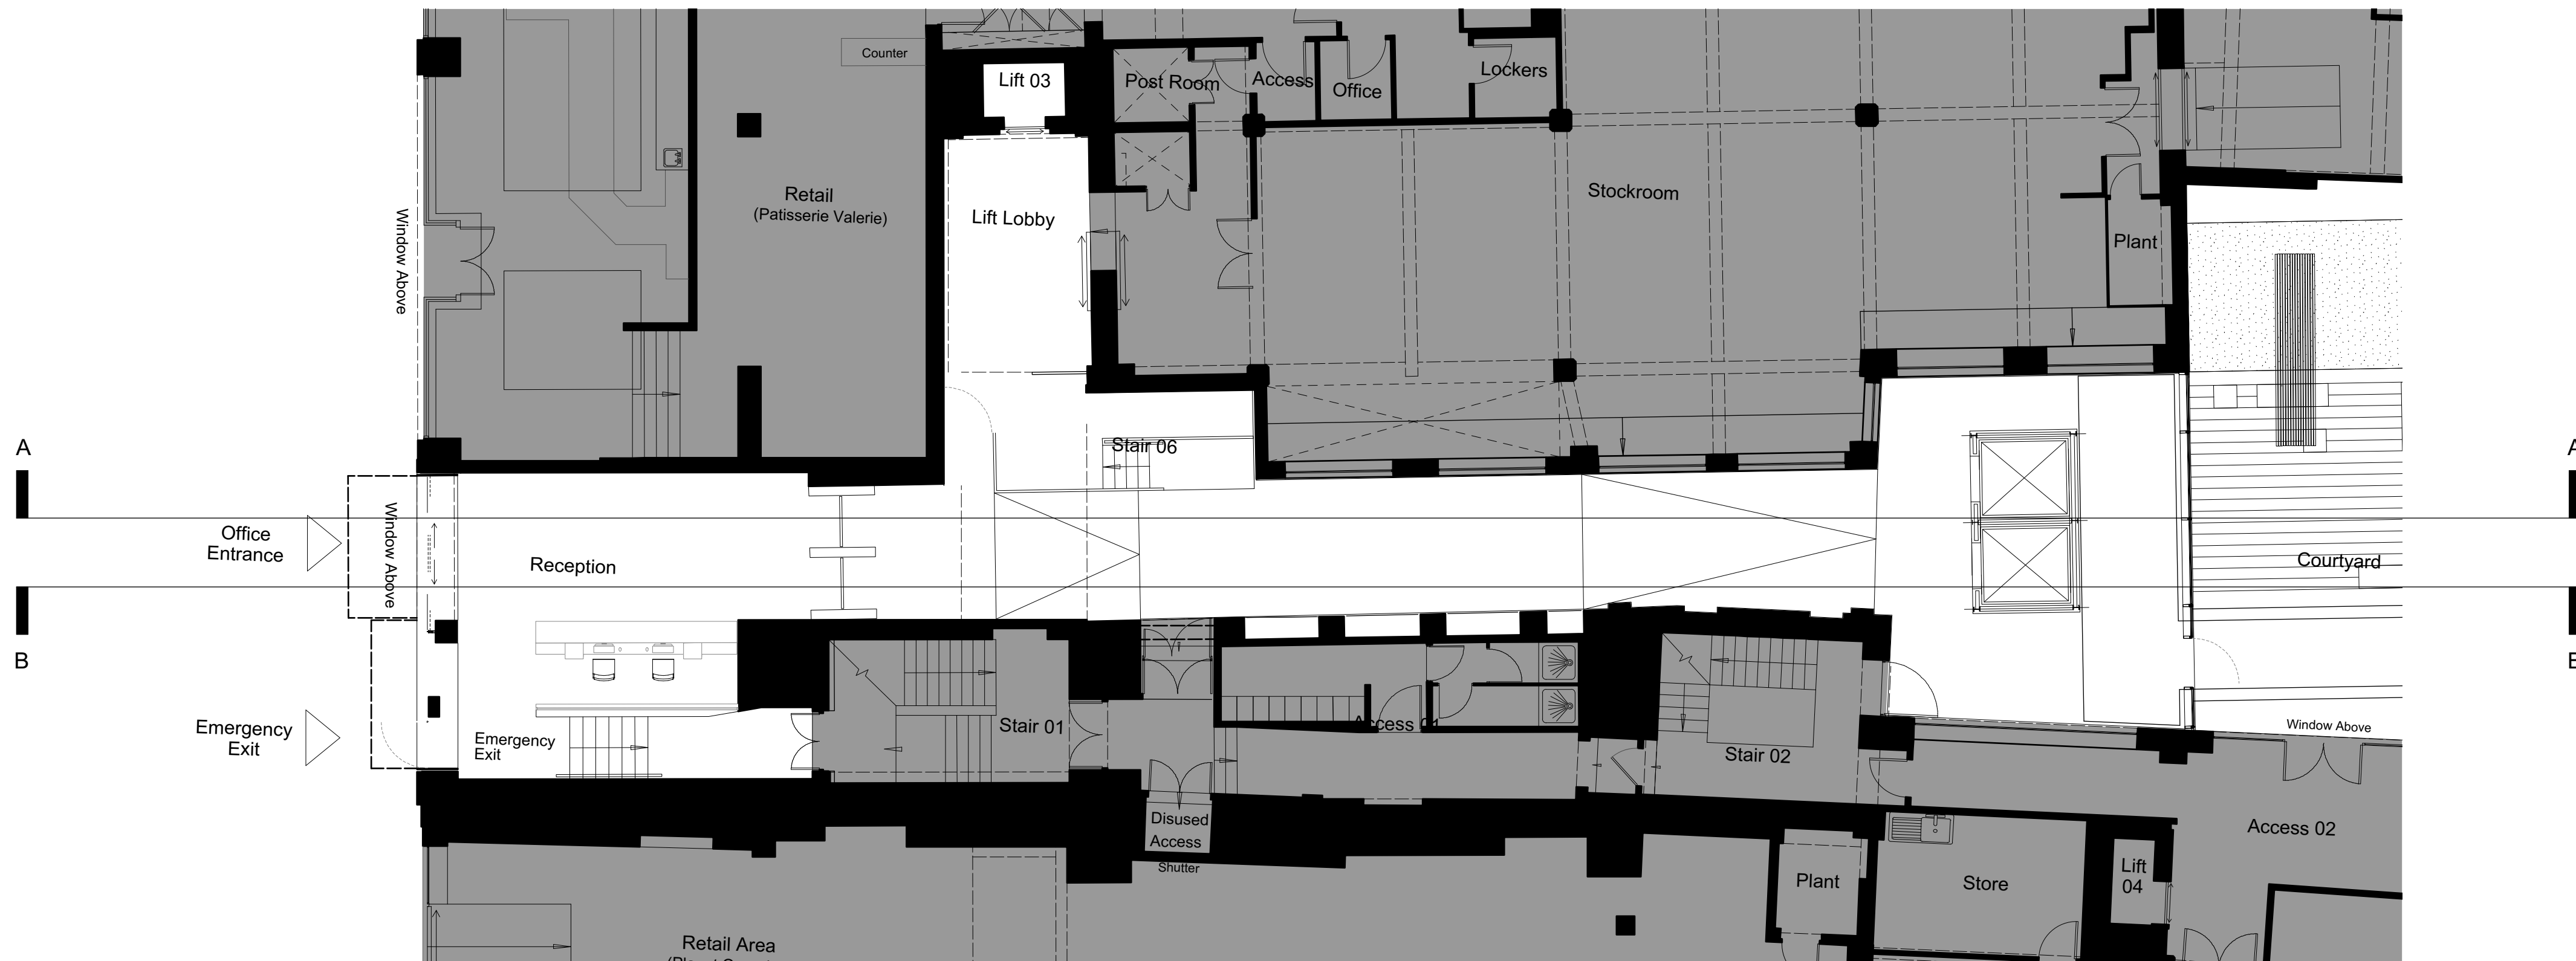 Counter
Lift 03
Post Room
Access
Office
Lockers
Retail
(Patisserie Valerie)
Lift Lobby
Stockroom
Plant
Window Above
A
A
Stair 06
Office
Entrance
Window Above
Reception
Courtyard
B
Emergency
Exit
Emergency
Exit
Stair 01
Access 01
Stair 02
Window Above
Disused
Access
Shutter
Access 02
Plant
Store
Lift
04
Retail Area